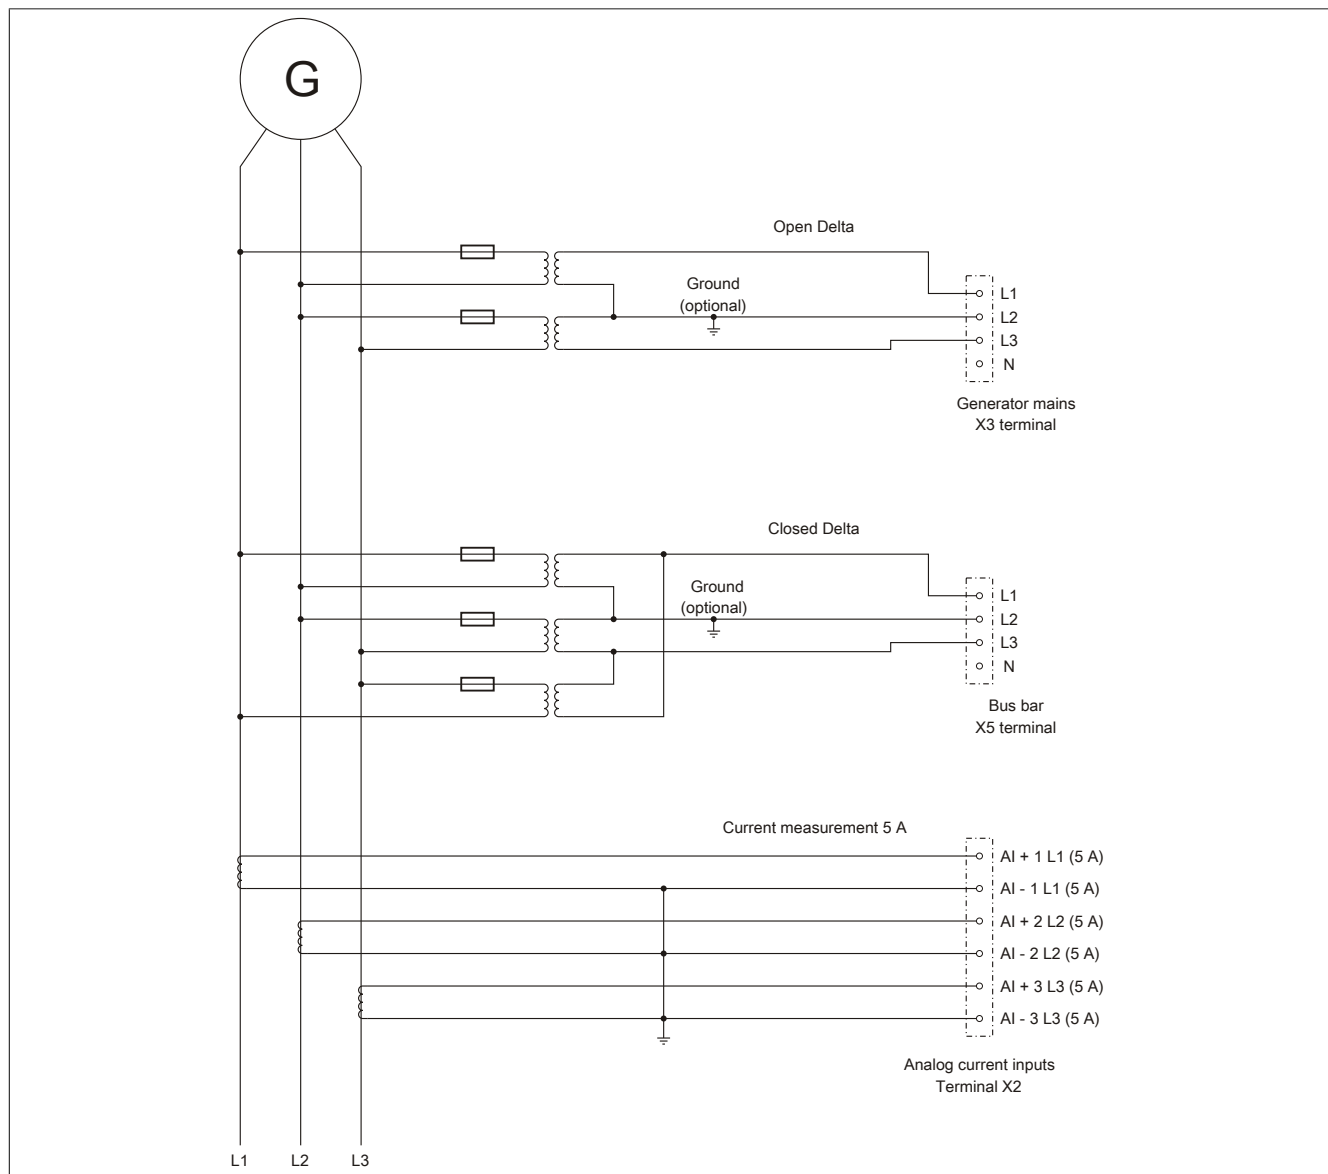 G
Open Delta
Ground
(optional)
L1
L2
L3
N
Generator mains
X3 terminal
Closed Delta
Ground
(optional)
L1
L2
L3
N
Bus bar
X5 terminal
Current measurement 5 A
AI + 1 L1 (5 A)
AI - 1 L1 (5 A)
AI + 2 L2 (5 A)
AI - 2 L2 (5 A)
AI + 3 L3 (5 A)
AI - 3 L3 (5 A)
Analog current inputs
Terminal X2
L1 L2 L3